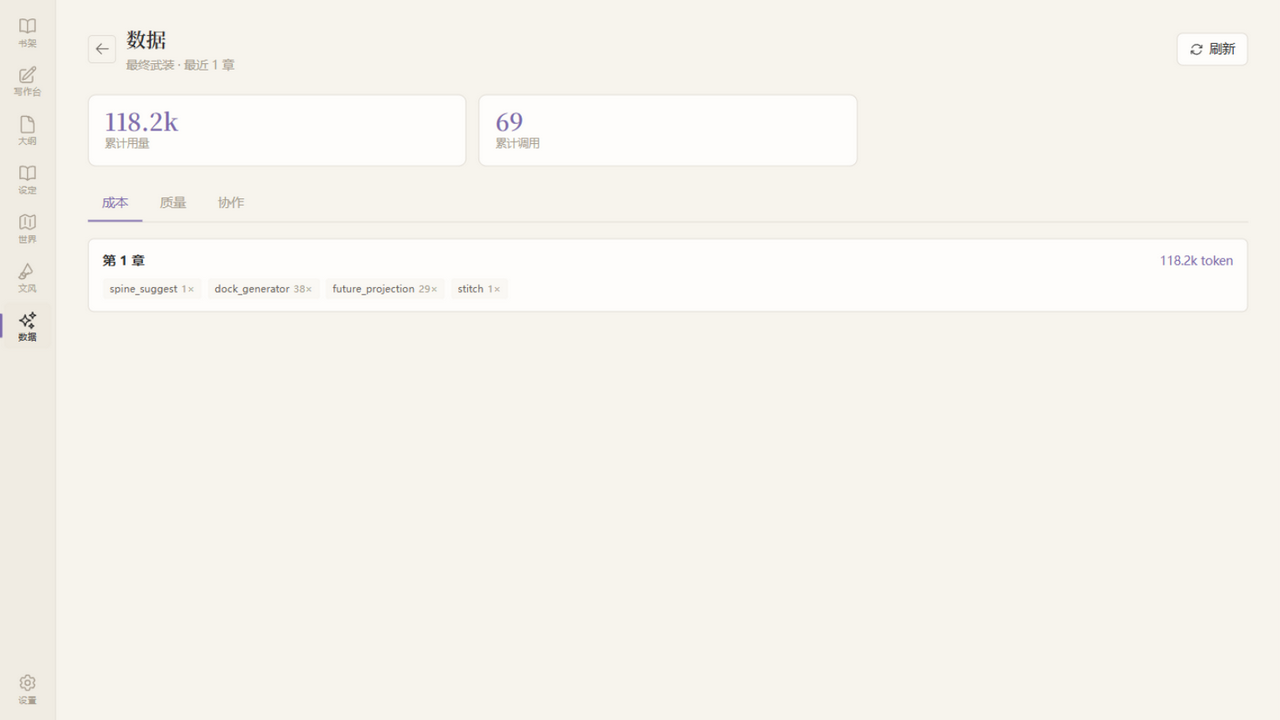 书架
写作台
大纲
设定
世界
文风
数据
设置
数据
最终武装 · 最近 1 章
刷新
118.2k
累计用量
69
累计调用
成本
质量
协作
第 1 章
118.2k token
spine_suggest 1×
dock_generator 38×
future_projection 29×
stitch 1×